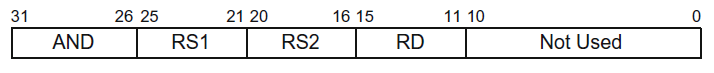 31 26 25 21 20 16 15 11 10 0
AND RS1 RS2 RD Not Used